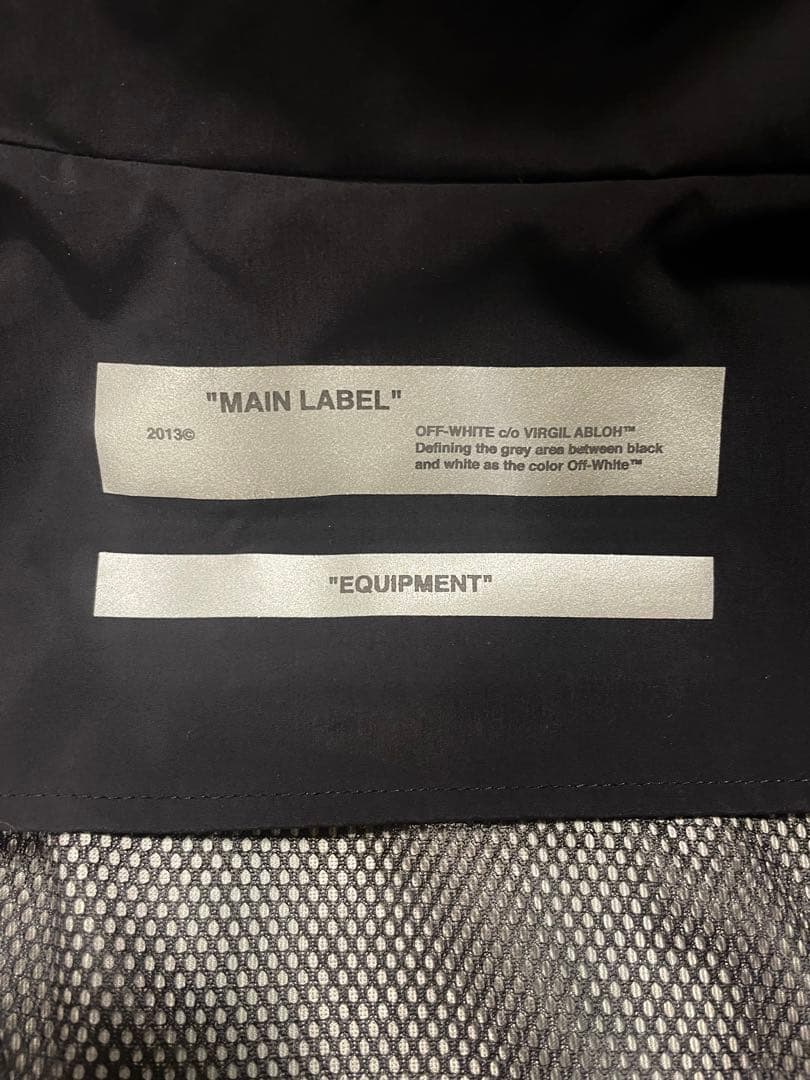 "MAIN LABEL"
2013©
OFF-WHITE c/o VIRGIL ABLOH™
Defining the grey area between black
and white as the color Off-White™
"EQUIPMENT"